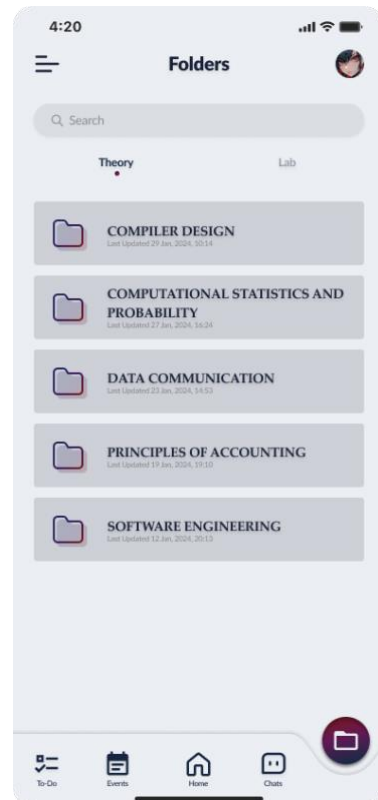 4:20
Folders
Search
Theory Lab
COMPILER DESIGN
Last Updated 29 Jan, 2024, 10:14
COMPUTATIONAL STATISTICS AND
PROBABILITY
Last Updated 27 Jan, 2024, 16:24
DATA COMMUNICATION
Last Updated 23 Jan, 2024, 14:53
PRINCIPLES OF ACCOUNTING
Last Updated 19 Jan, 2024, 19:10
SOFTWARE ENGINEERING
Last Updated 12 Jan, 2024, 20:13
To-Do Events Home Chats